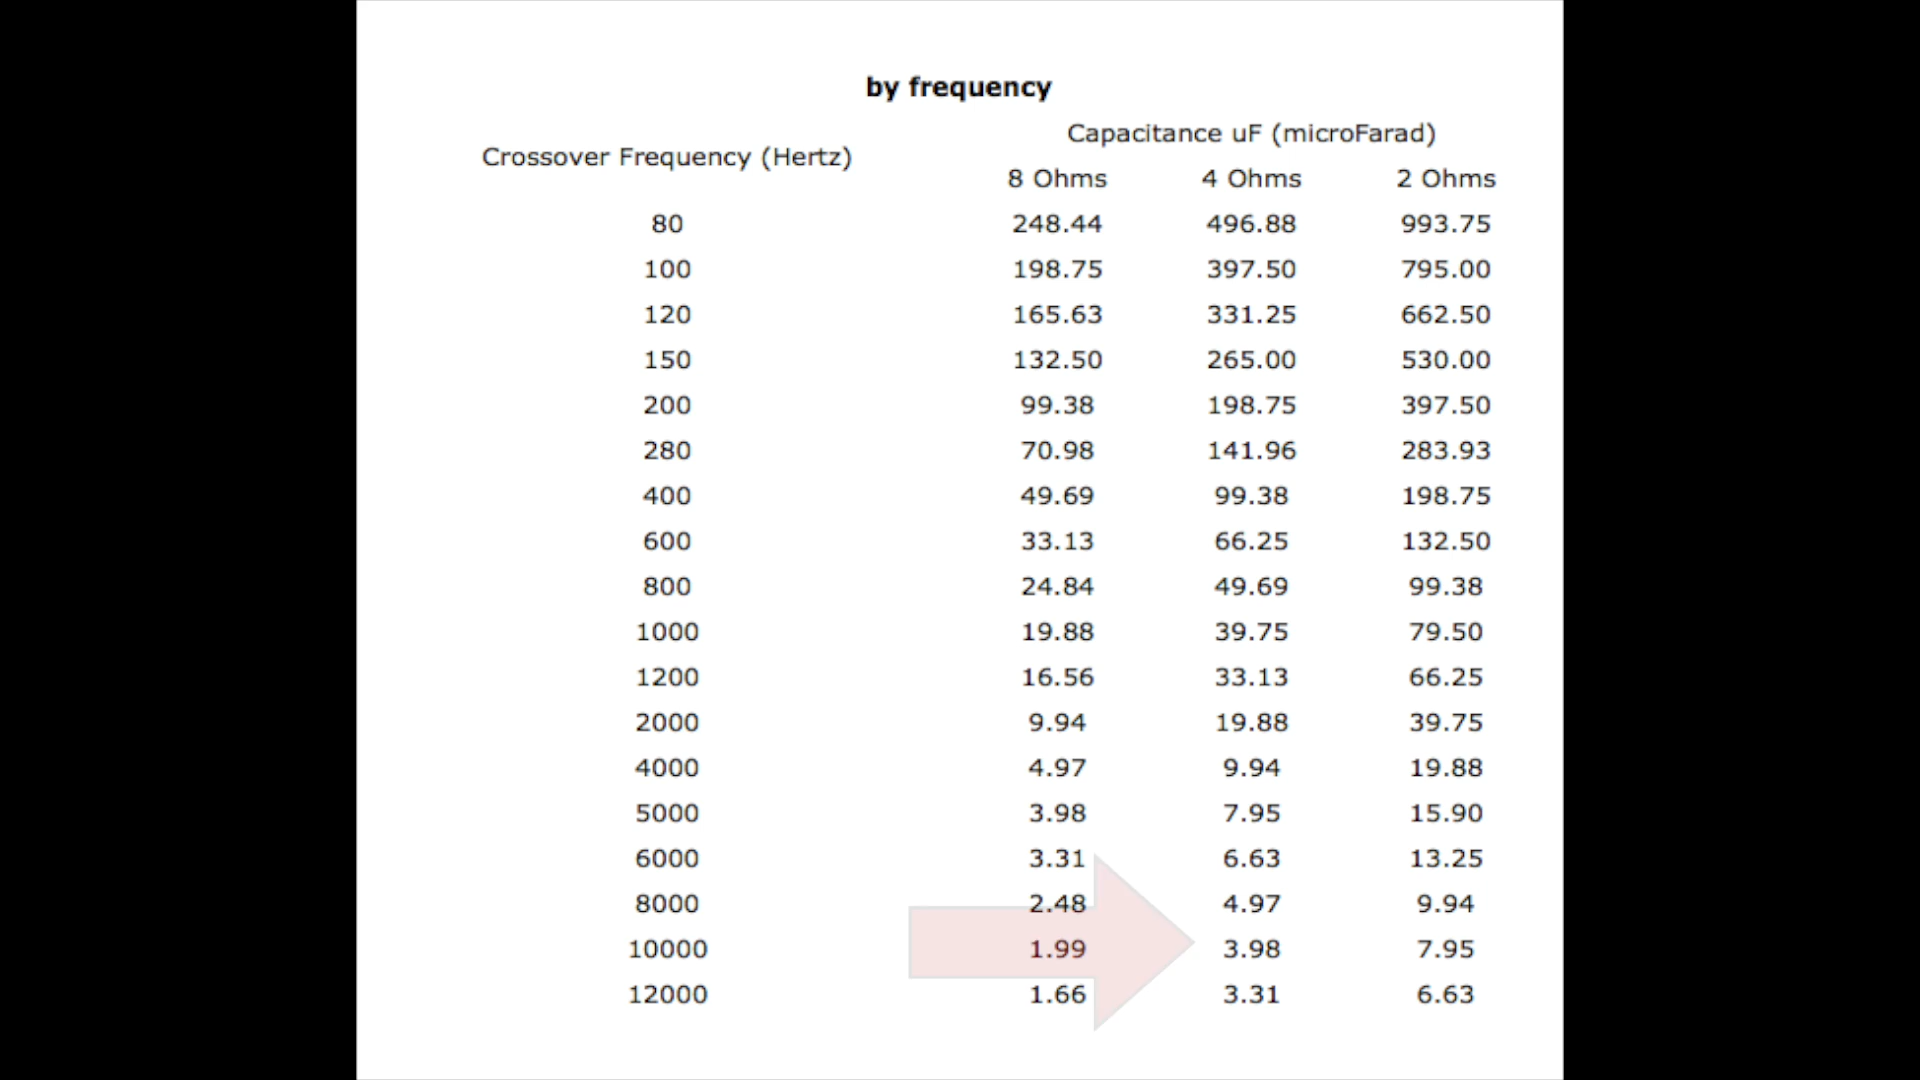 by frequency
Capacitance uF (microFarad)
Crossover Frequency (Hertz)
8 Ohms 4 Ohms 2 Ohms
80 248.44 496.88 993.75
100 198.75 397.50 795.00
120 165.63 331.25 662.50
150 132.50 265.00 530.00
200 99.38 198.75 397.50
280 70.98 141.96 283.93
400 49.69 99.38 198.75
600 33.13 66.25 132.50
800 24.84 49.69 99.38
1000 19.88 39.75 79.50
1200 16.56 33.13 66.25
2000 9.94 19.88 39.75
4000 4.97 9.94 19.88
5000 3.98 7.95 15.90
6000 3.31 6.63 13.25
8000 2.48 4.97 9.94
10000 1.99 3.98 7.95
12000 1.66 3.31 6.63